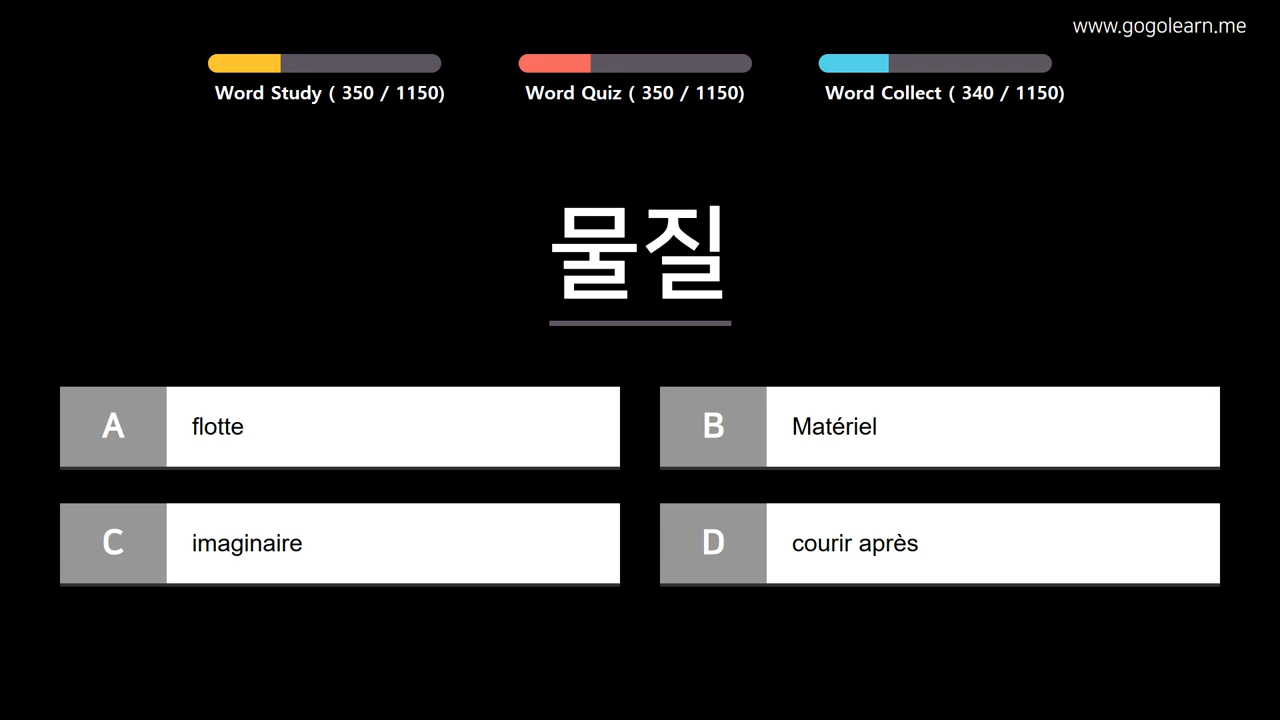 www.gogolearn.me
Word Study ( 350 / 1150)
Word Quiz ( 350 / 1150)
Word Collect ( 340 / 1150)
물질
A flotte
B Matériel
C imaginaire
D courir après